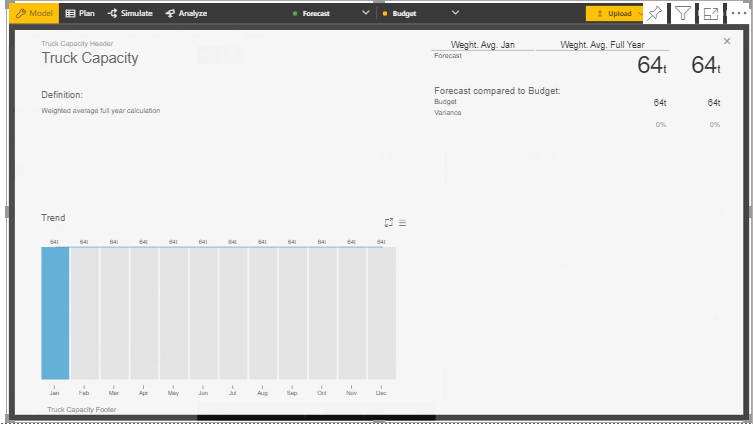 Model Plan Simulate Analyze Forecast Budget Upload
Truck Capacity Header
Truck Capacity
Weght. Avg. Jan Weght. Avg. Full Year
Forecast 64t 64t
Definition:
Weighted average full year calculation
Forecast compared to Budget:
Budget 64t 64t
Variance
0% 0%
Trend
64t 64t 64t 64t 64t 64t 64t 64t 64t 64t 64t 64t
Jan Feb Mar Apr May Jun Jul Aug Sep Oct Nov Dec
Truck Capacity Footer